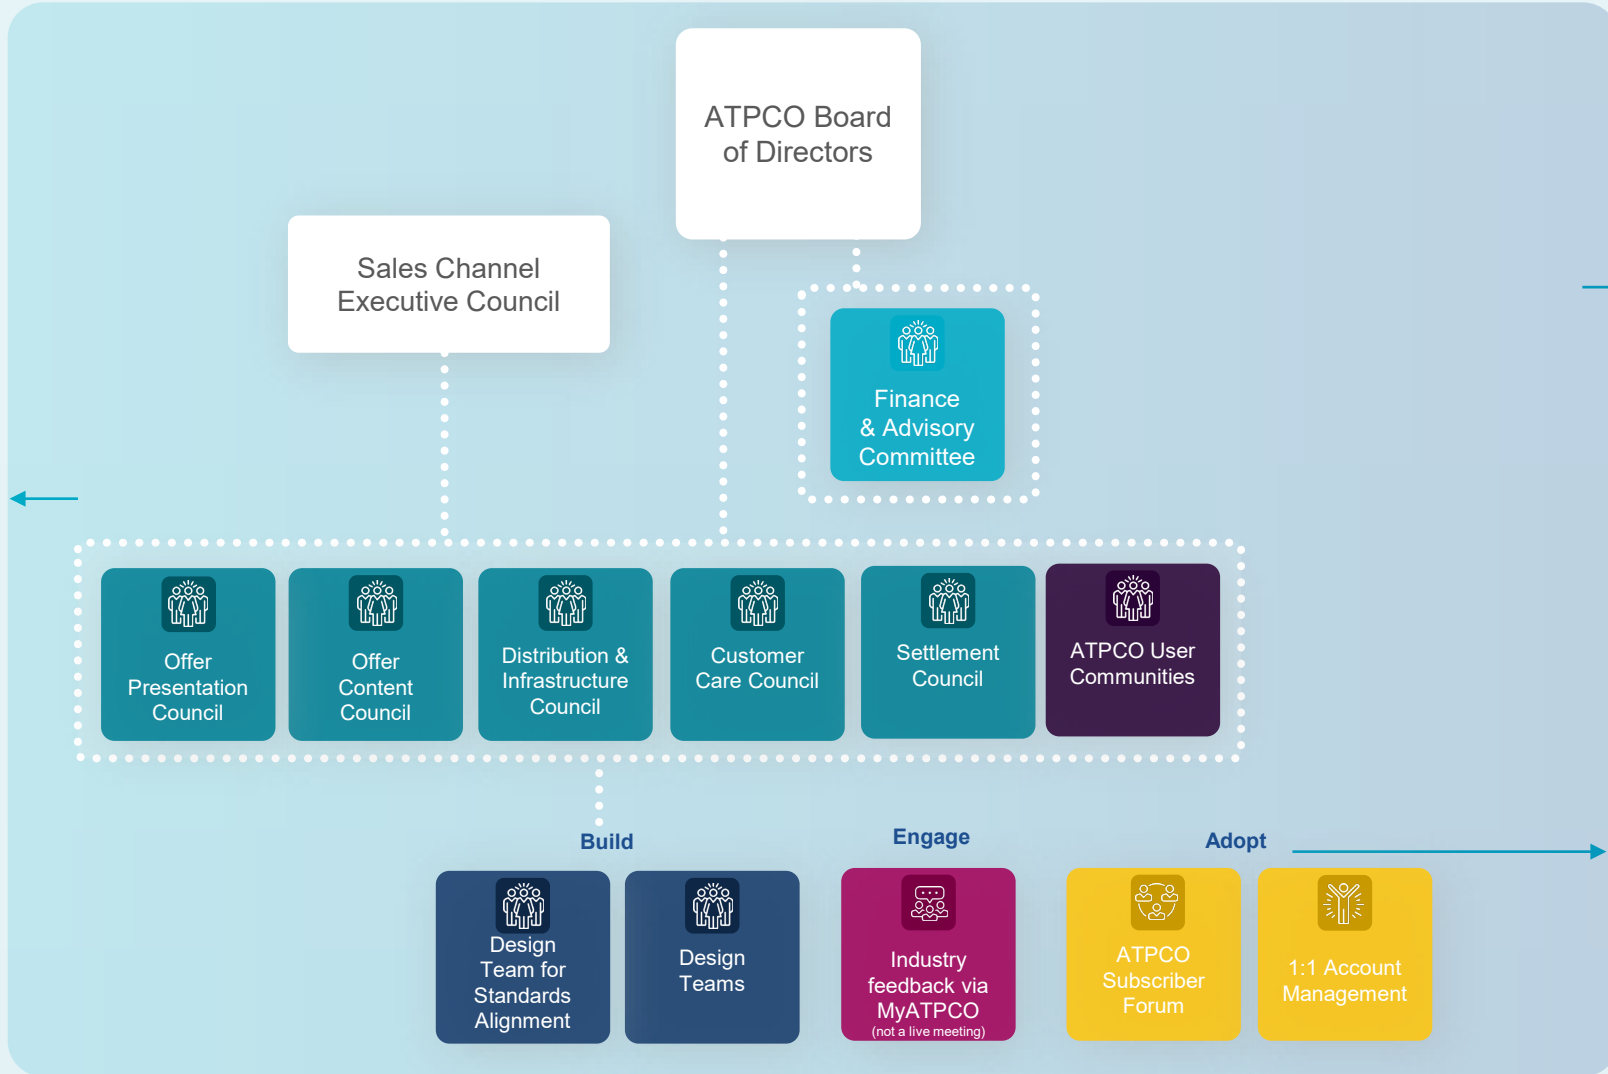 ATPCO Board
of Directors
Sales Channel
Executive Council
Finance
& Advisory
Committee
Offer
Presentation
Council
Offer
Content
Council
Distribution &
Infrastructure
Council
Customer
Care Council
Settlement
Council
ATPCO User
Communities
Build
Engage
Adopt
Design
Team for
Standards
Alignment
Design
Teams
Industry
feedback via
MyATPCO
(not a live meeting)
ATPCO
Subscriber
Forum
1:1 Account
Management